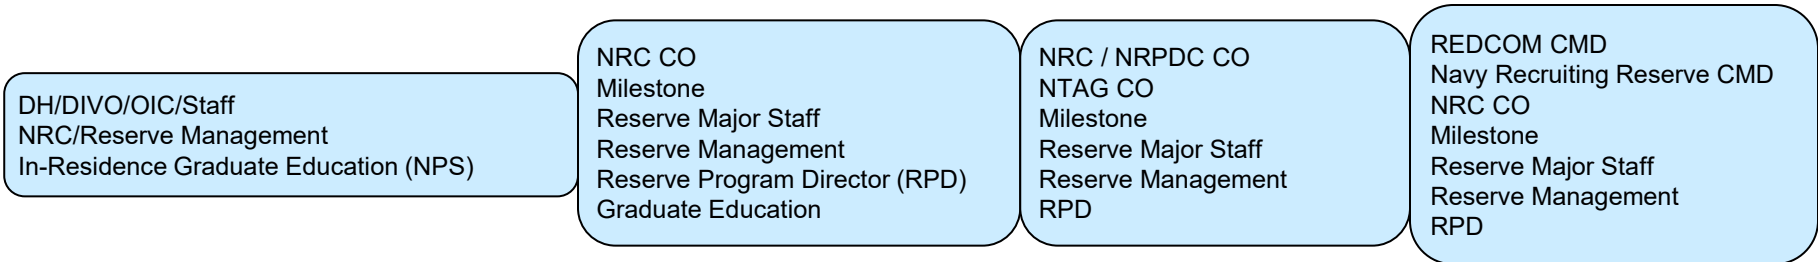 DH/DIVO/OIC/Staff
NRC/Reserve Management
In-Residence Graduate Education (NPS)
NRC CO
Milestone
Reserve Major Staff
Reserve Management
Reserve Program Director (RPD)
Graduate Education
NRC / NRPDC CO
NTAG CO
Milestone
Reserve Major Staff
Reserve Management
RPD
REDCOM CMD
Navy Recruiting Reserve CMD
NRC CO
Milestone
Reserve Major Staff
Reserve Management
RPD